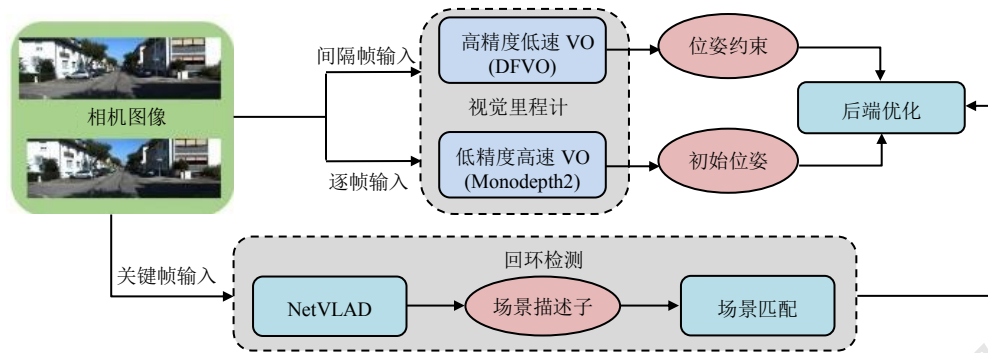 相机图像
间隔帧输入
逐帧输入
高精度低速 VO
(DFVO)
视觉里程计
低精度高速 VO
(Monodepth2)
位姿约束
初始位姿
后端优化
关键帧输入
回环检测
NetVLAD
场景描述子
场景匹配